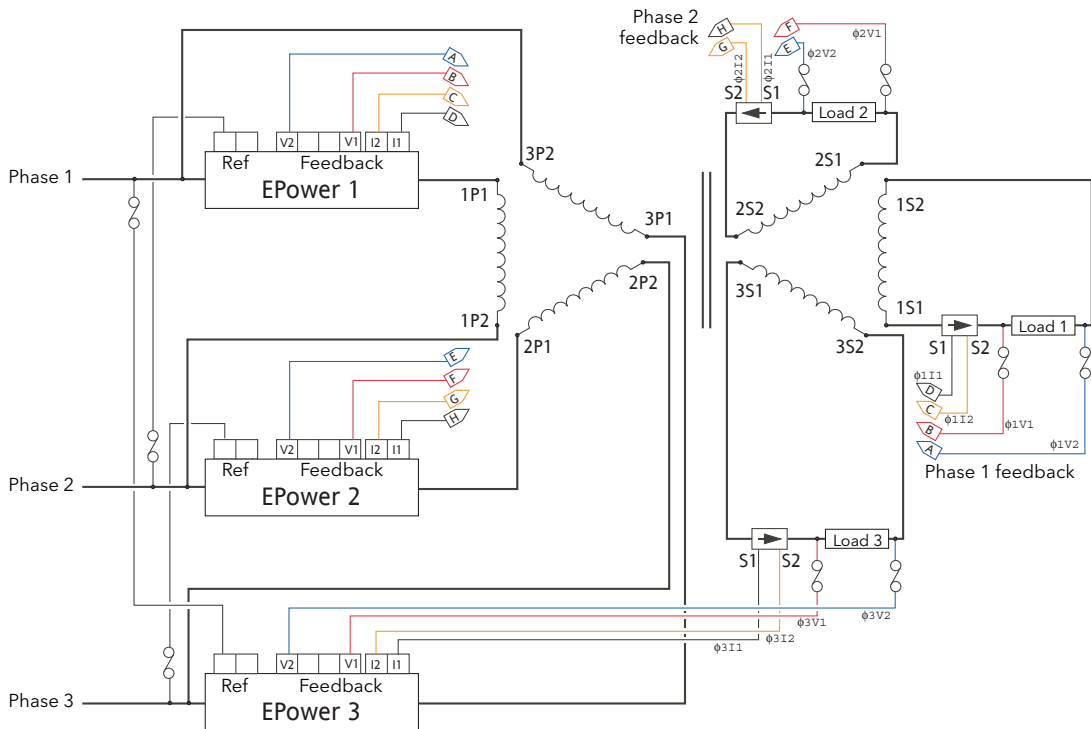 Phase 2
feedback
H
G
F
E
ϕ2I2
ϕ2I1
ϕ2V2
ϕ2V1
S2 S1
Load 2
A
B
C
D
V2 V1 I2 I1
Ref Feedback
EPower 1
Phase 1
3P2
1P1
3P1
2P2
1P2
2P1
2S1
2S2
1S2
3S1
1S1
3S2
S1 S2
Load 1
ϕ1I1
D
C
ϕ1I2
B
ϕ1V1
A
ϕ1V2
Phase 1 feedback
E
F
G
H
V2 V1 I2 I1
Ref Feedback
EPower 2
Phase 2
S1 S2
Load 3
ϕ3V2
ϕ3V1
ϕ3I2
ϕ3I1
V2 V1 I2 I1
Ref Feedback
EPower 3
Phase 3